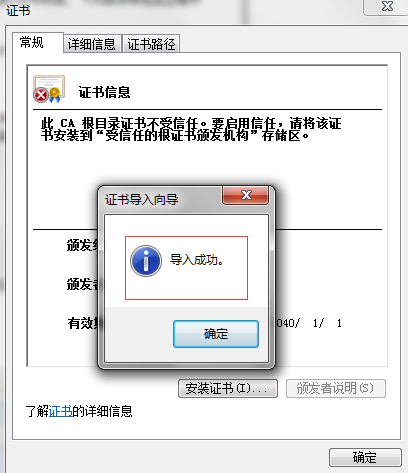 证书
常规
详细信息
证书路径
证书信息
此 CA 根目录证书不受信任。要启用信任，请将该证
书安装到“受信任的根证书颁发机构”存储区。
证书导入向导
导入成功。
确定
颁发
颁发者
有效期
040/ 1/ 1
安装证书(I)...
颁发者说明(S)
了解证书的详细信息
确定